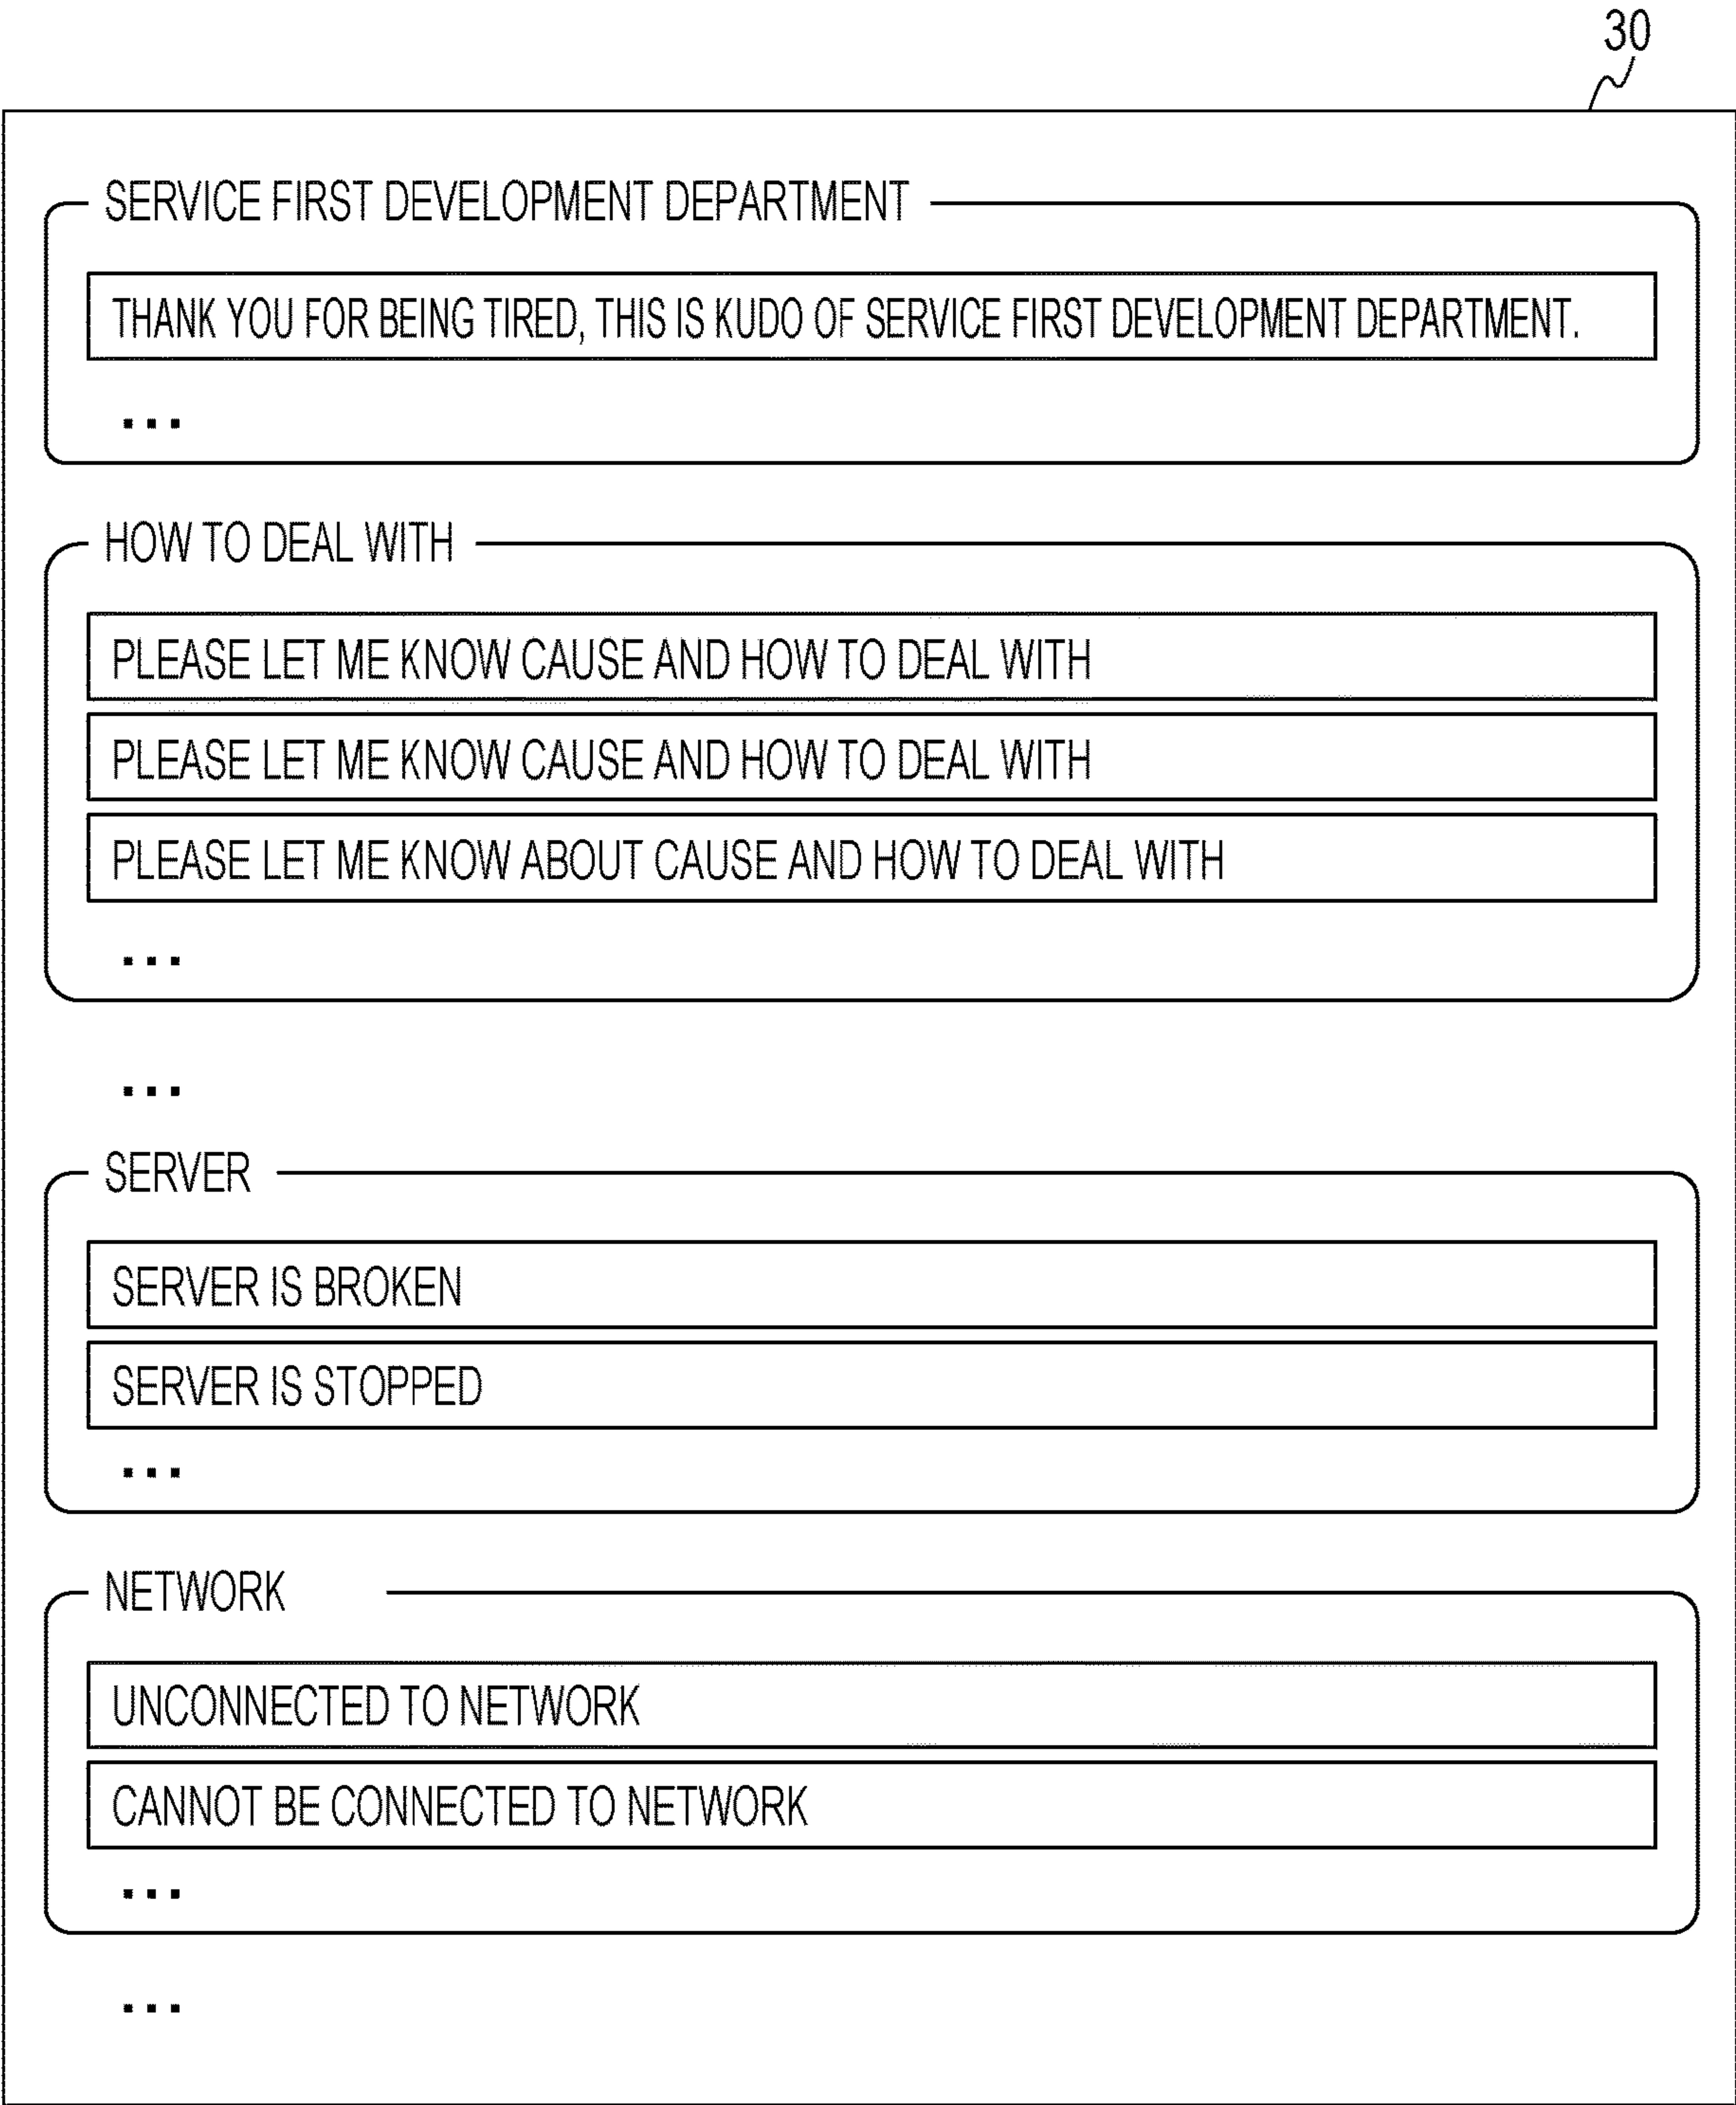 30
SERVICE FIRST DEVELOPMENT DEPARTMENT
THANK YOU FOR BEING TIRED, THIS IS KUDO OF SERVICE FIRST DEVELOPMENT DEPARTMENT.
...
HOW TO DEAL WITH
PLEASE LET ME KNOW CAUSE AND HOW TO DEAL WITH
PLEASE LET ME KNOW CAUSE AND HOW TO DEAL WITH
PLEASE LET ME KNOW ABOUT CAUSE AND HOW TO DEAL WITH
...
...
SERVER
SERVER IS BROKEN
SERVER IS STOPPED
...
NETWORK
UNCONNECTED TO NETWORK
CANNOT BE CONNECTED TO NETWORK
...
...